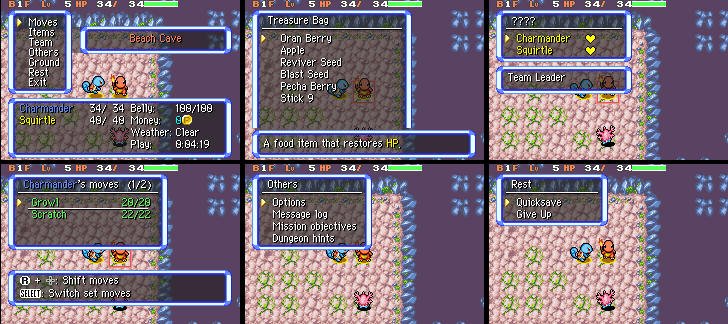 B1F Lv 5 HP 34/ 34
Moves
Items
Team
Others
Ground
Rest
Exit
Beach Cave
Charmander 34/ 34 Belly: 100/100
Squirtle 40/ 40 Money: 0
Weather: Clear
Play: 0:04:19
B1F Lv 5 HP 34/ 34
Treasure Bag
Oran Berry
Apple
Reviver Seed
Blast Seed
Pecha Berry
Stick 9
A food item that restores HP.
B1F Lv 5 HP 34/ 34
????
Charmander
Squirtle
Team Leader
B1F Lv 5 HP 34/ 34
Charmander's moves (1/2)
Growl 20/20
Scratch 22/22
R + : Shift moves
SELECT: Switch set moves
B1F Lv 5 HP 34/ 34
Others
Options
Message log
Mission objectives
Dungeon hints
B1F Lv 5 HP 34/ 34
Rest
Quicksave
Give Up